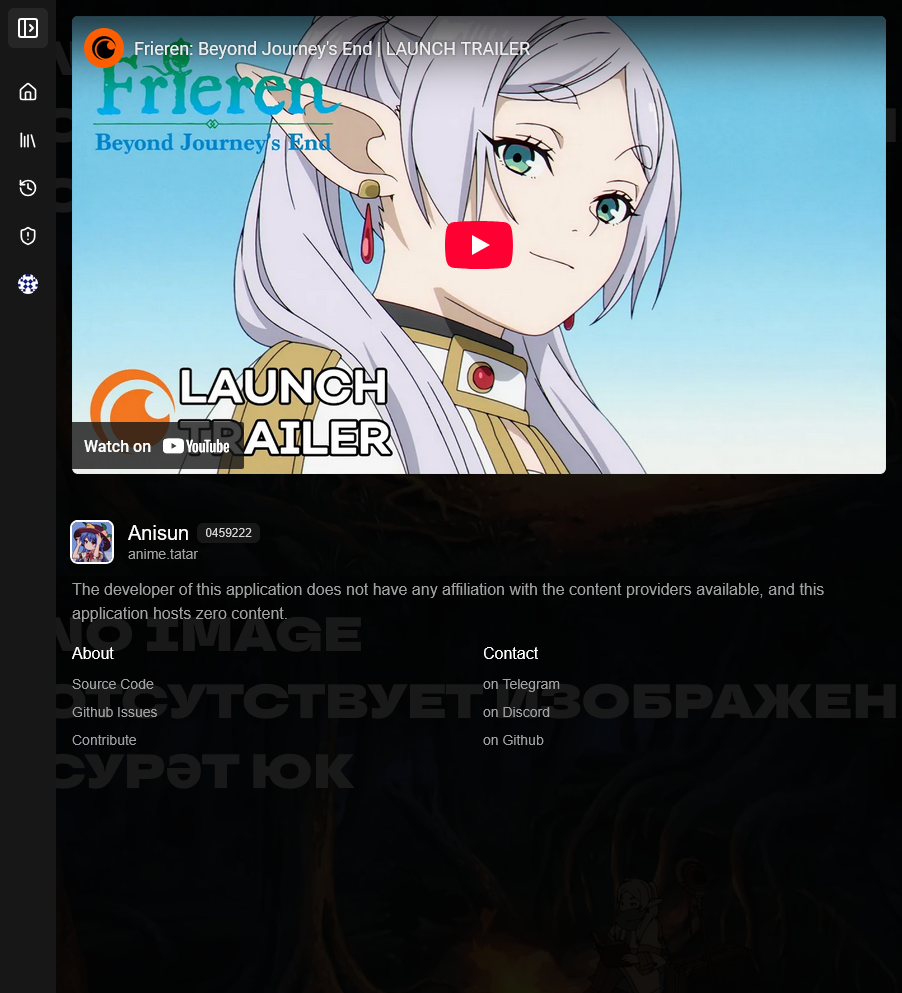 Frieren: Beyond Journey's End | LAUNCH TRAILER
Frieren
Beyond Journey's End
LAUNCH
TRAILER
Watch on YouTube
Anisun 0459222
anime.tatar
The developer of this application does not have any affiliation with the content providers available, and this
application hosts zero content.
NO IMAGE
About
Contact
Source Code
on Telegram
ОТСУТСТВУЕТ ИЗОБРАЖЕН
Github Issues
on Discord
Contribute
on Github
СУРӘТ ЮК